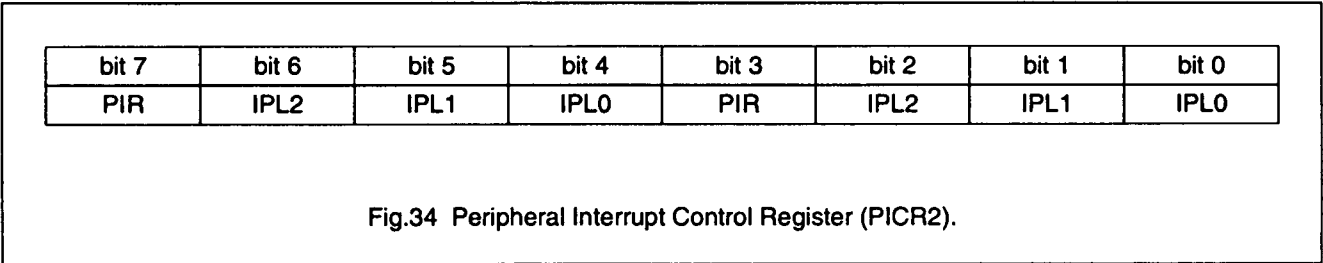 bit 7 bit 6 bit 5 bit 4 bit 3 bit 2 bit 1 bit 0
PIR IPL2 IPL1 IPL0 PIR IPL2 IPL1 IPL0
Fig.34 Peripheral Interrupt Control Register (PICR2).